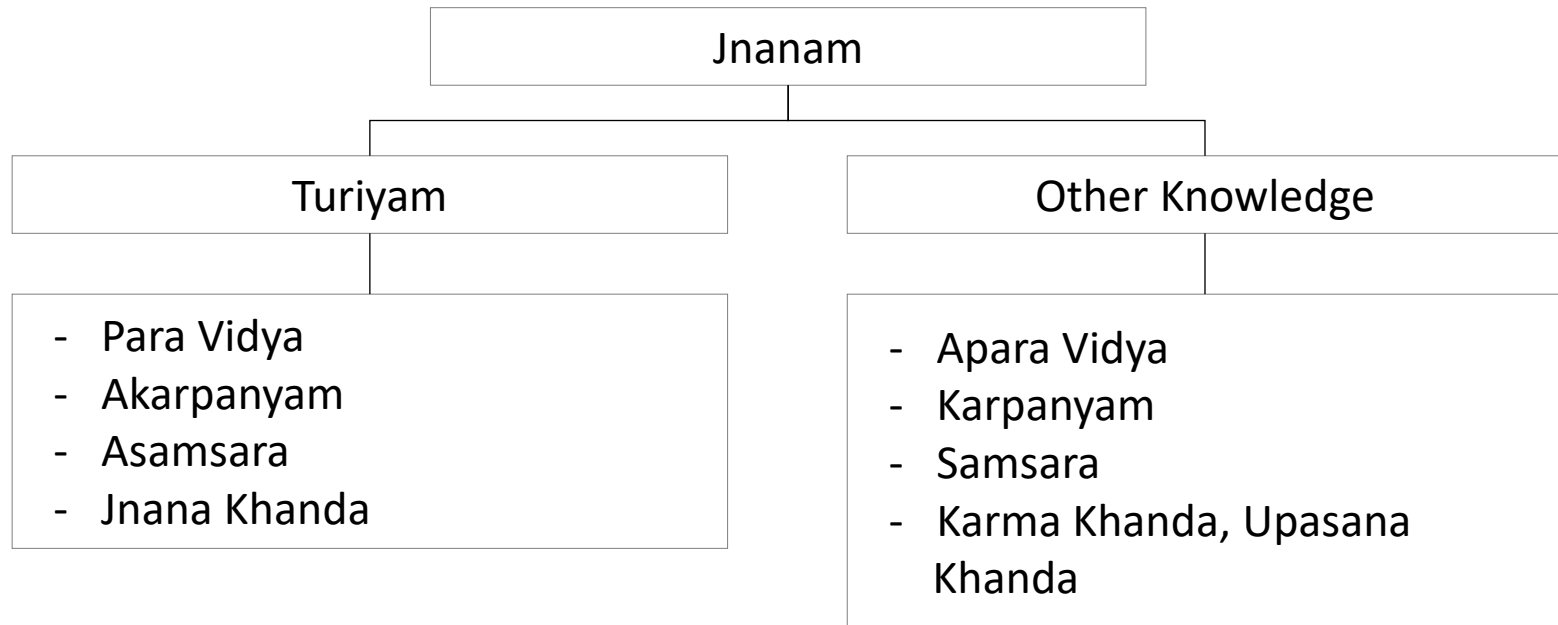 Jnanam
Turiyam
Other Knowledge
- Para Vidya
- Akarpanyam
- Asamsara
- Jnana Khanda
- Apara Vidya
- Karpanyam
- Samsara
- Karma Khanda, Upasana
Khanda